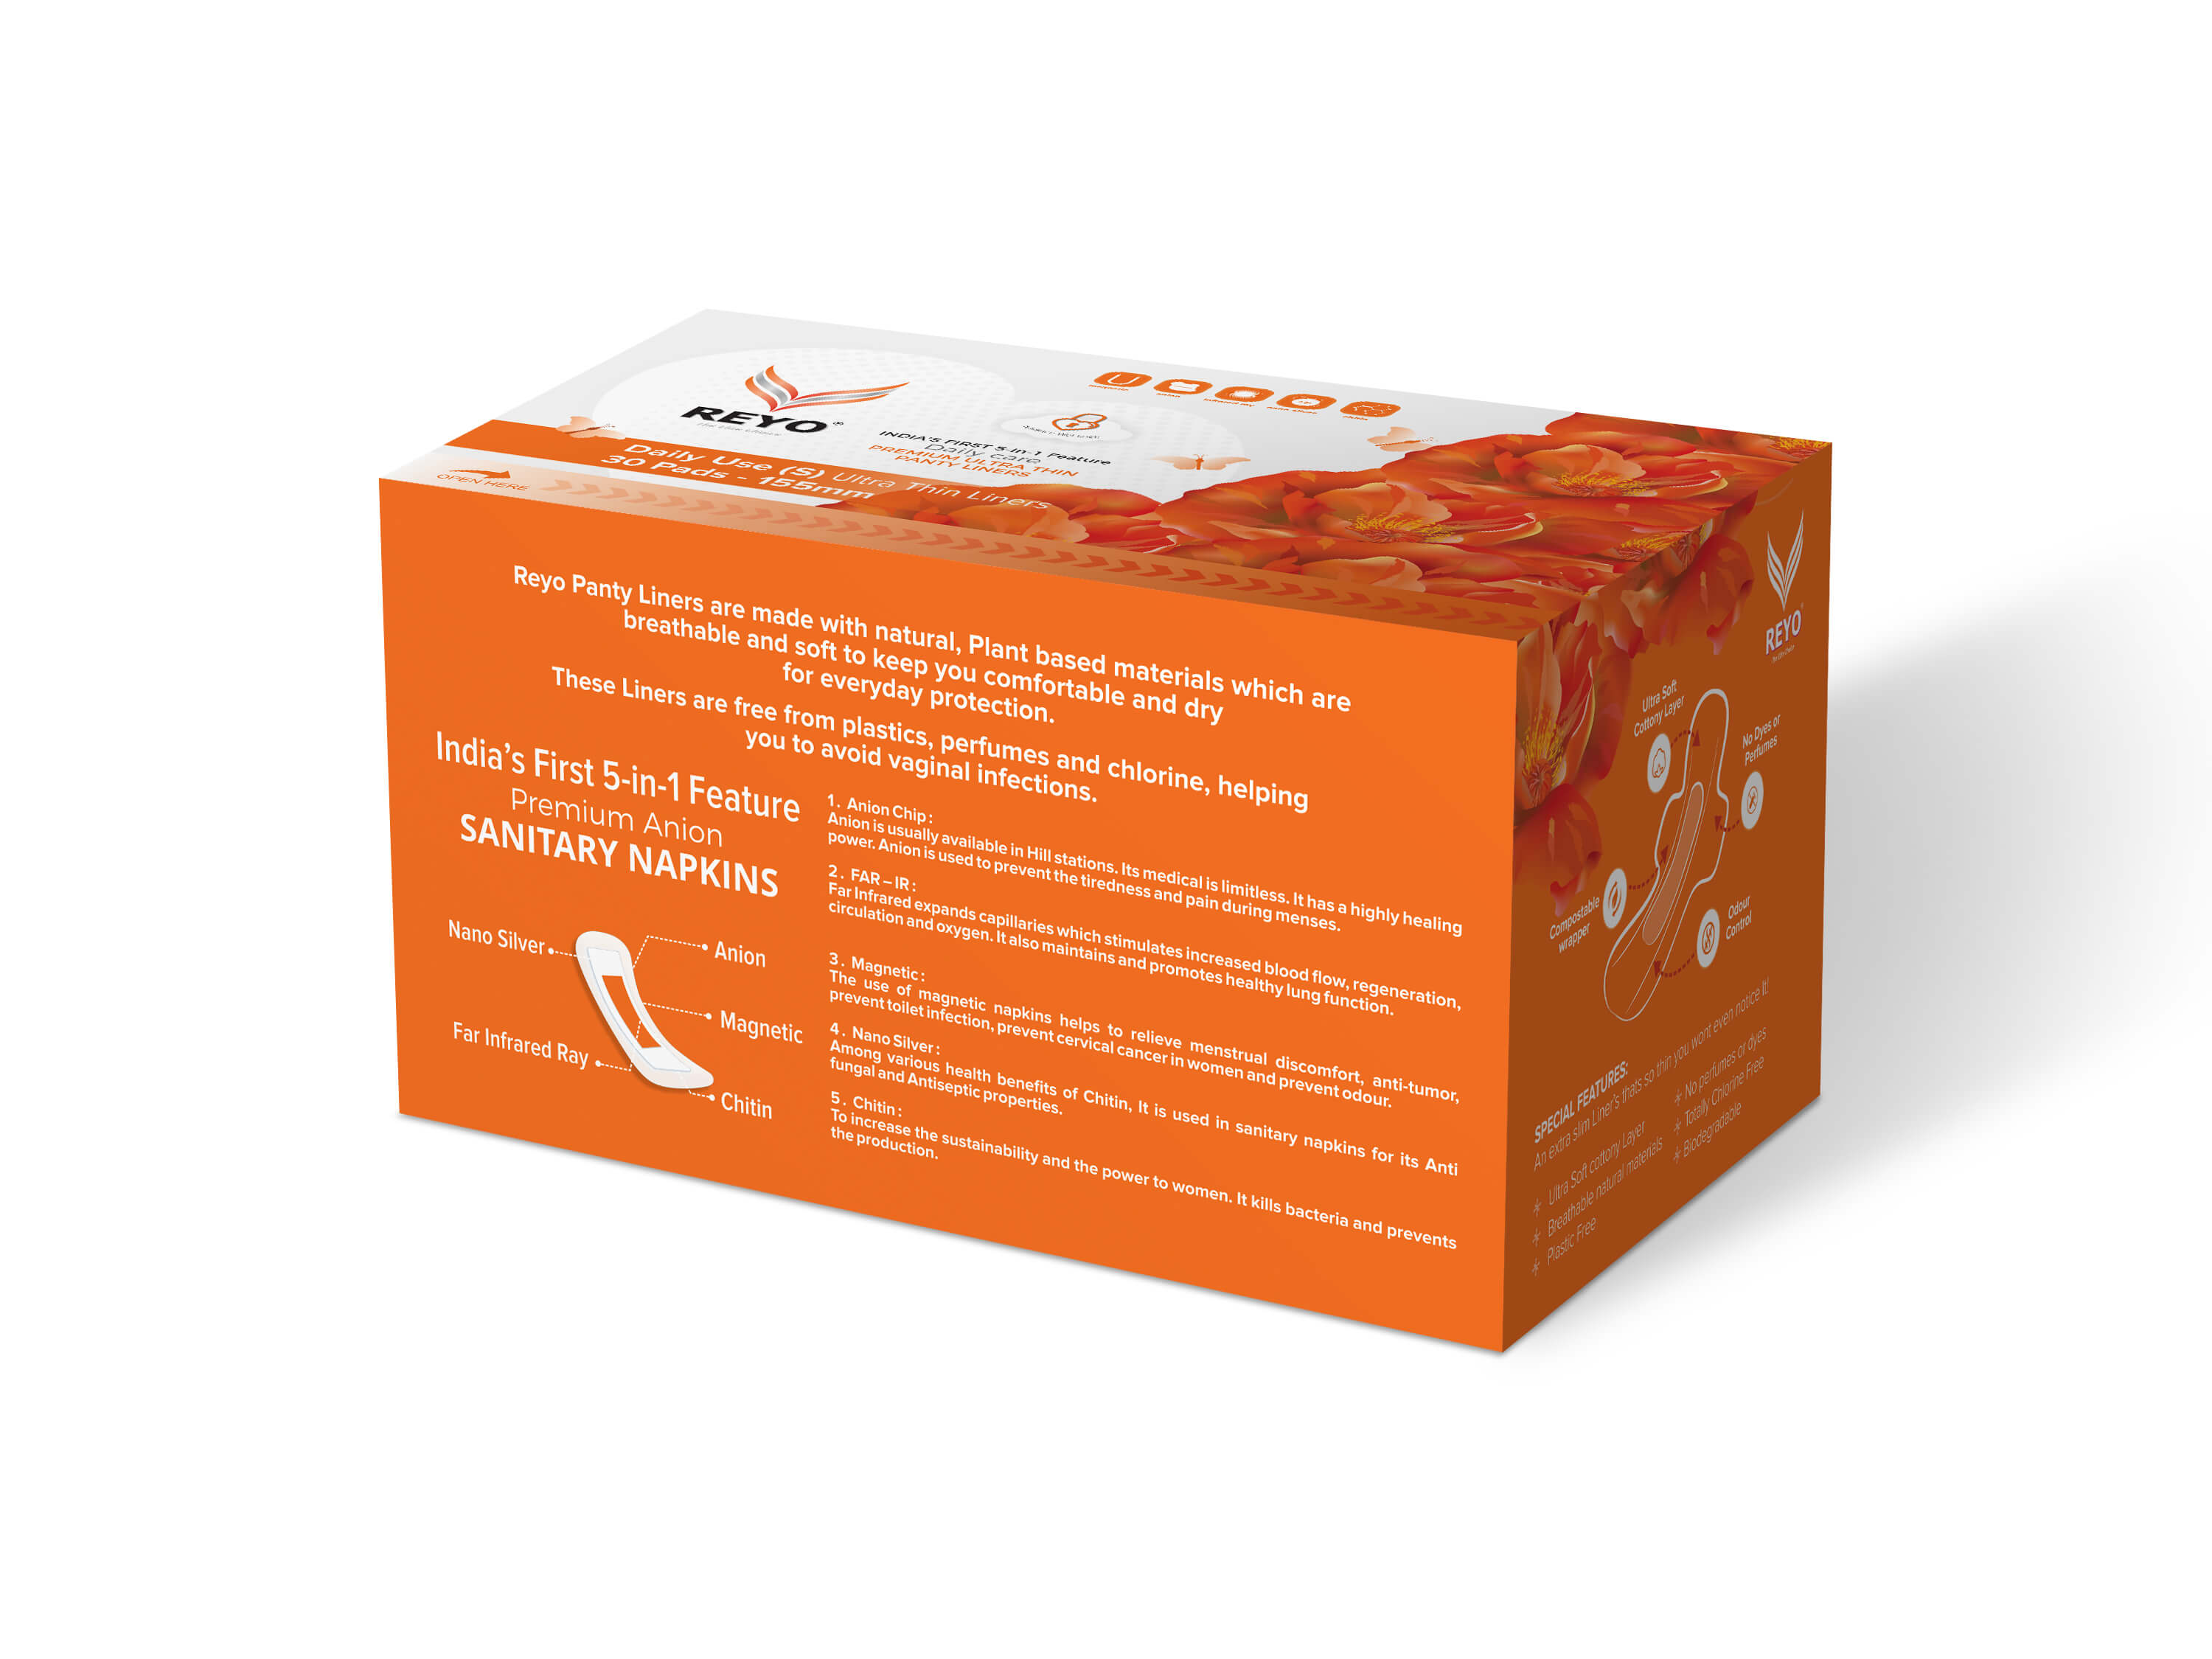 REYO
INDIA'S FIRST 5-in-1 Feature
Daily care
PREMIUM ULTRA THIN
PANTY LINERS
Daily Use (S) Ultra Thin Liners
30 Pads - 155mm
OPEN HERE
Reyo Panty Liners are made with natural, Plant based materials which are
breathable and soft to keep you comfortable and dry
for everyday protection.
These Liners are free from plastics, perfumes and chlorine, helping
you to avoid vaginal infections.
India's First 5-in-1 Feature
Premium Anion
SANITARY NAPKINS
Nano Silver
Anion
Magnetic
Far Infrared Ray
Chitin
1. Anion Chip :
Anion is usually available in Hill stations. Its medical is limitless. It has a highly healing
power. Anion is used to prevent the tiredness and pain during menses.
2. FAR – IR :
Far Infrared expands capillaries which stimulates increased blood flow, regeneration,
circulation and oxygen. It also maintains and promotes healthy lung function.
3. Magnetic :
The use of magnetic napkins helps to relieve menstrual discomfort, anti-tumor,
prevent toilet infection, prevent cervical cancer in women and prevent odour.
4. Nano Silver :
Among various health benefits of Chitin, It is used in sanitary napkins for its Anti
fungal and Antiseptic properties.
5. Chitin :
To increase the sustainability and the power to women. It kills bacteria and prevents
the production.
REYO
Ultra Soft
Cottony Layer
No Dyes or
Perfumes
Compostable
wrapper
Odour
Control
SPECIAL FEATURES:
An extra slim Liner's thats so thin you wont even notice It!
Ultra Soft cottony Layer
Breathable natural materials
Plastic Free
No perfumes or dyes
Totally Chlorine Free
Biodegradable